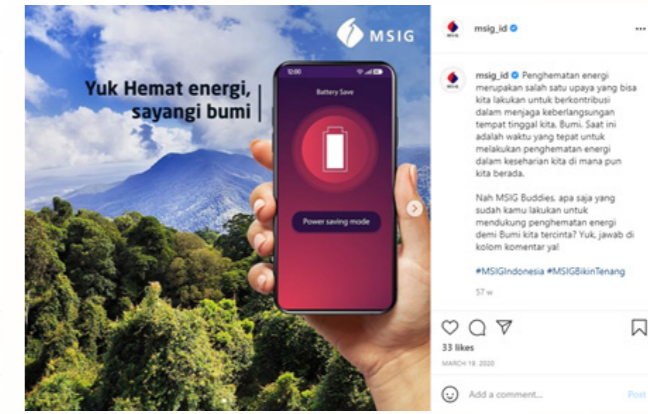 MSIG
Yuk Hemat energi,
sayangi bumi
12:00
Battery Save
Power saving mode
MSIG
msig_id
MSIG
msig_id Penghematan energi
merupakan salah satu upaya yang bisa
kita lakukan untuk berkontribusi
dalam menjaga keberlangsungan
tempat tinggal kita, Bumi. Saat ini
adalah waktu yang tepat untuk
melakukan penghematan energi
dalam keseharian kita di mana pun
kita berada.
Nah MSIG Buddies, apa saja yang
sudah kamu lakukan untuk
mendukung penghematan energi
demi Bumi kita tercinta? Yuk, jawab di
kolom komentar ya!
#MSIGIndonesia #MSIGBikinTenang
57 w
33 likes
MARCH 19, 2020
Add a comment...
Post